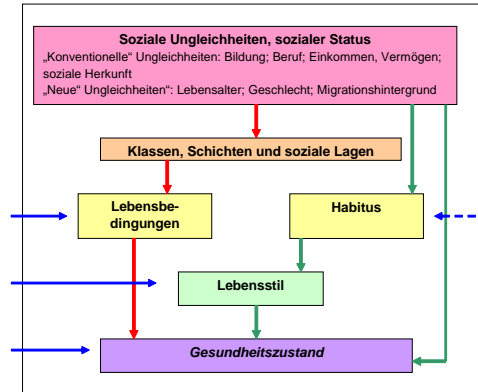 Soziale Ungleichheiten, sozialer Status
„Konventionelle“ Ungleichheiten: Bildung; Beruf; Einkommen, Vermögen;
soziale Herkunft
„Neue“ Ungleichheiten“: Lebensalter; Geschlecht; Migrationshintergrund
Klassen, Schichten und soziale Lagen
Lebensbe-
dingungen
Habitus
Lebensstil
Gesundheitszustand